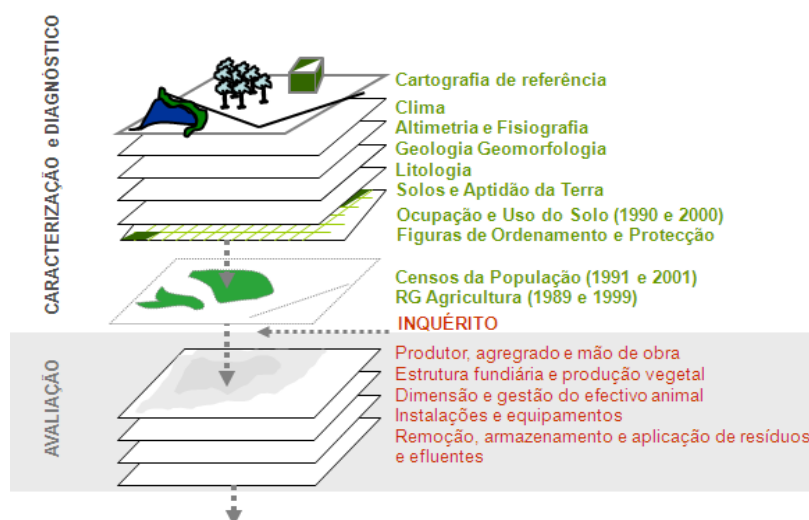 CARACTERIZAÇÃO e DIAGNÓSTICO
Cartografia de referência
Clima
Altimetria e Fisiografia
Geologia Geomorfologia
Litologia
Solos e Aptidão da Terra
Ocupação e Uso do Solo (1990 e 2000)
Figuras de Ordenamento e Protecção
Censos da População (1991 e 2001)
RG Agricultura (1989 e 1999)
INQUÉRITO
AVALIAÇÃO
Produtor, agregrado e mão de obra
Estrutura fundiária e produção vegetal
Dimensão e gestão do efectivo animal
Instalações e equipamentos
Remoção, armazenamento e aplicação de resíduos
e efluentes